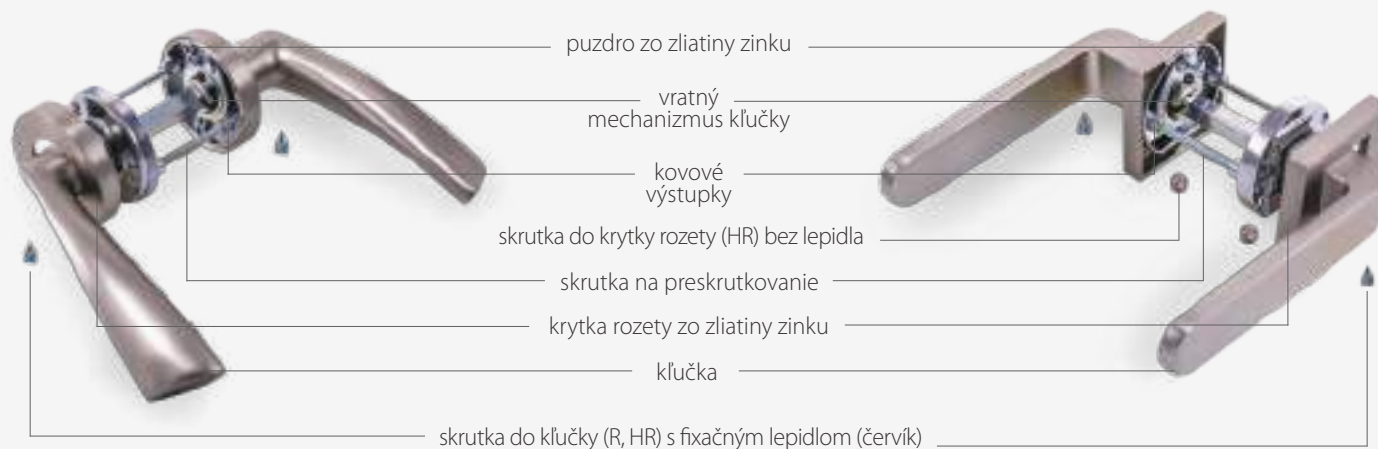 puzdro zo zliatiny zinku
vratný
mechanizmus kľučky
kovové
výstupky
skrutka do krytky rozety (HR) bez lepidla
skrutka na preskrutkovanie
krytka rozety zo zliatiny zinku
kľučka
skrutka do kľučky (R, HR) s fixačným lepidlom (červík)